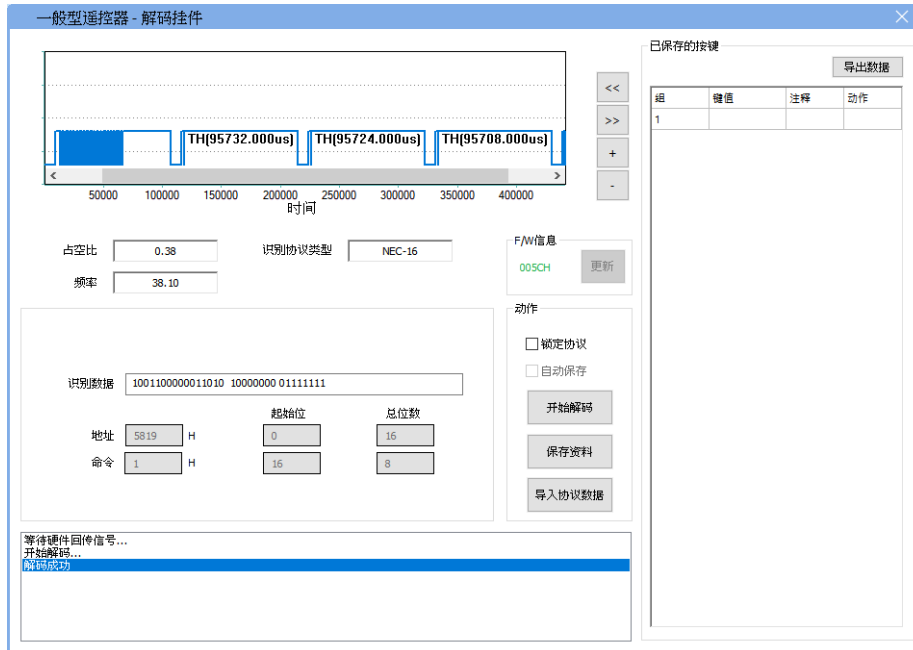 一般型遥控器 - 解码挂件
TH(95732.000us) TH(95724.000us) TH(95708.000us)
50000 100000 150000 200000 250000 300000 350000 400000
时间
<<
>>
+
-
占空比 0.38 识别协议类型 NEC-16
频率 38.10
F/W信息
005CH 更新
识别数据 1001100000011010 10000000 01111111
起始位 总位数
地址 5819 H 0 16
命令 1 H 16 8
动作
锁定协议
自动保存
开始解码
保存资料
导入协议数据
等待硬件回传信号...
开始解码...
解码成功
已保存的按键
导出数据
组 键值 注释 动作
1